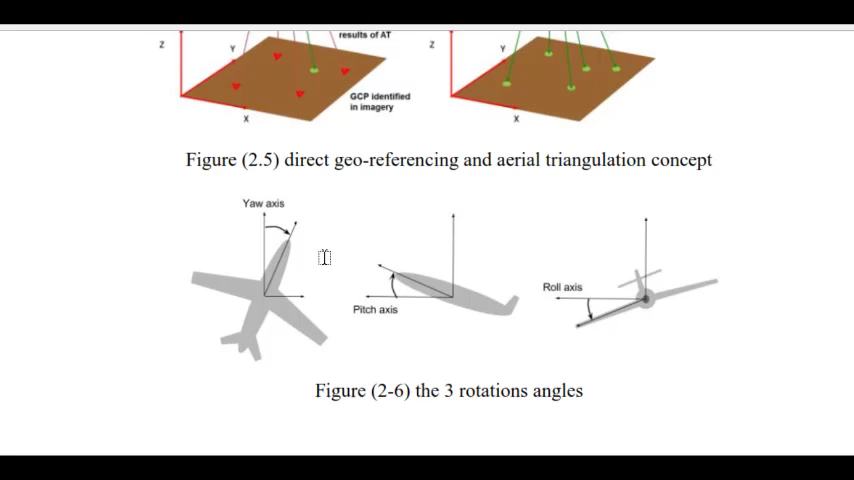 results of AT
Z
Y
Z
Y
GCP identified
in imagery
X
X
Figure (2.5) direct geo-referencing and aerial triangulation concept
Yaw axis
Roll axis
Pitch axis
Figure (2-6) the 3 rotations angles